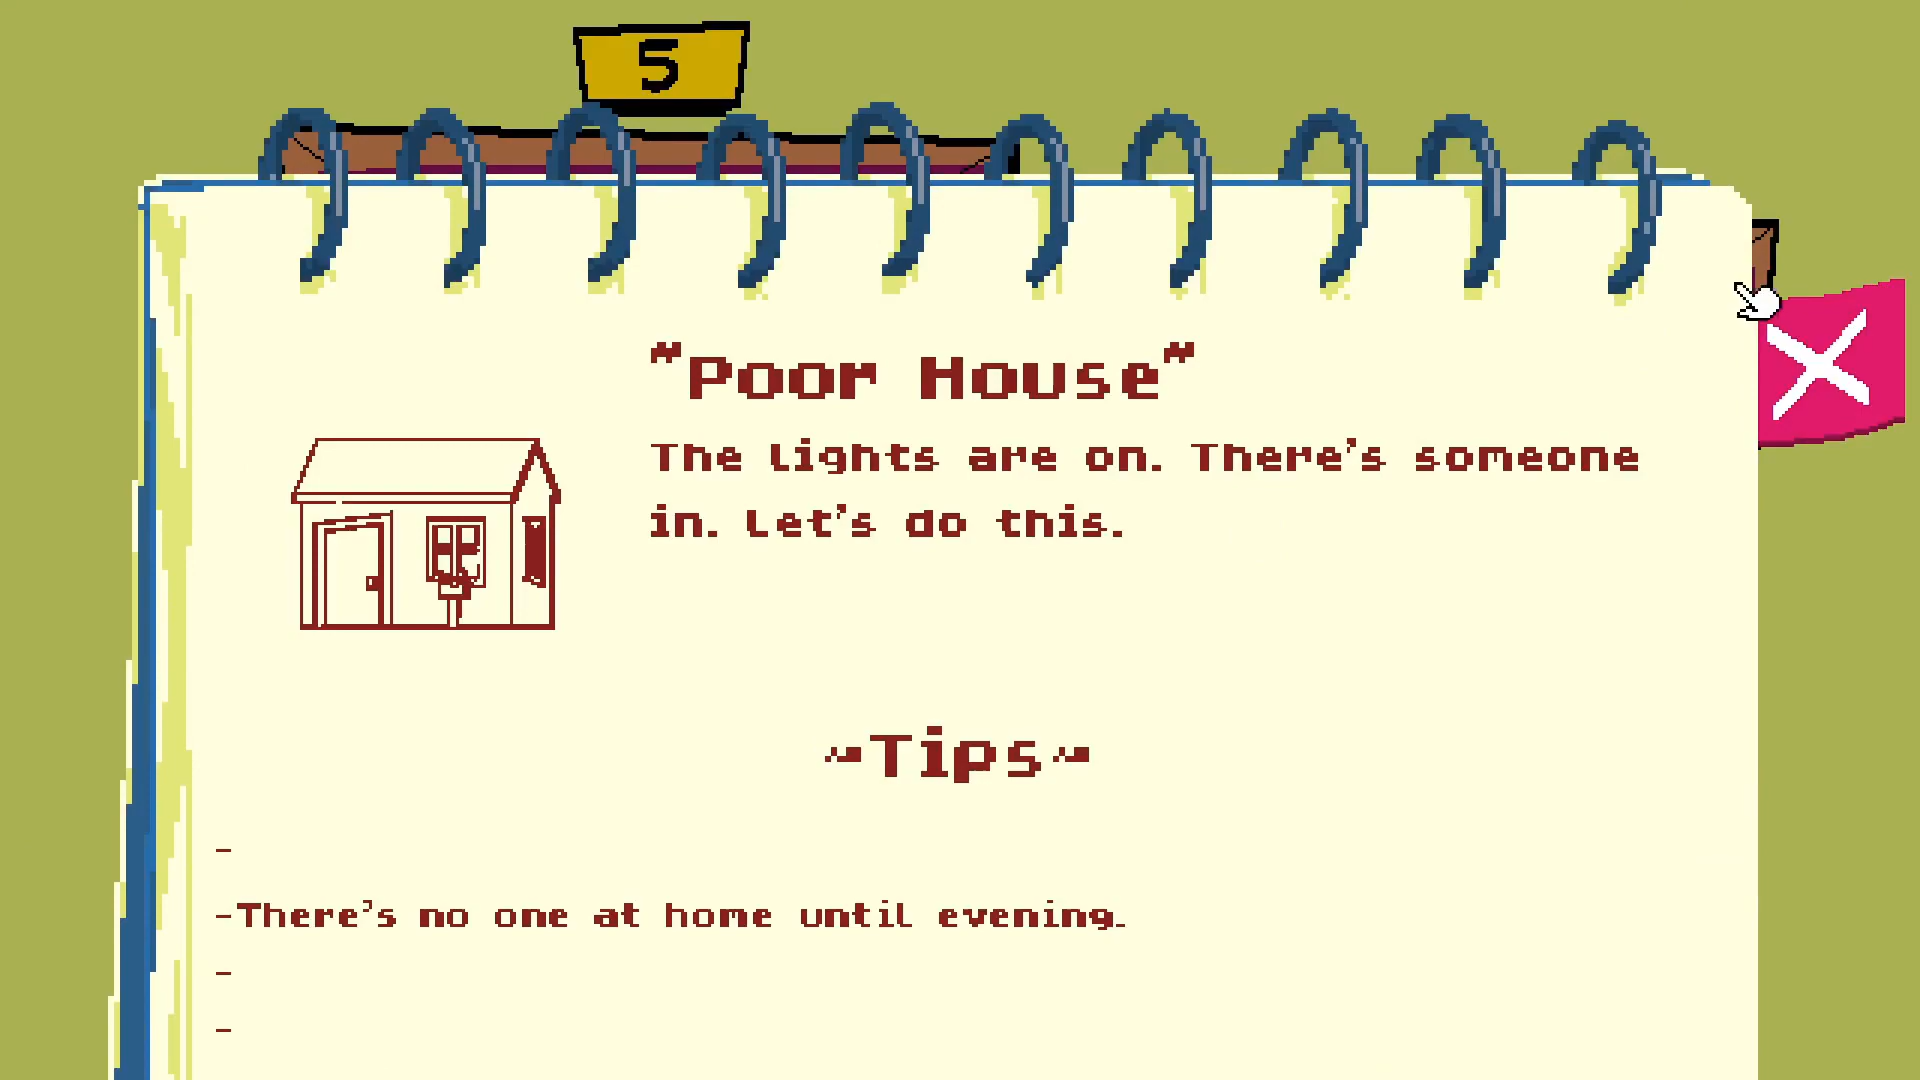 5
"Poor House"
The lights are on. There's someone
in. Let's do this.
~Tips~
-
-There's no one at home until evening.
-
-